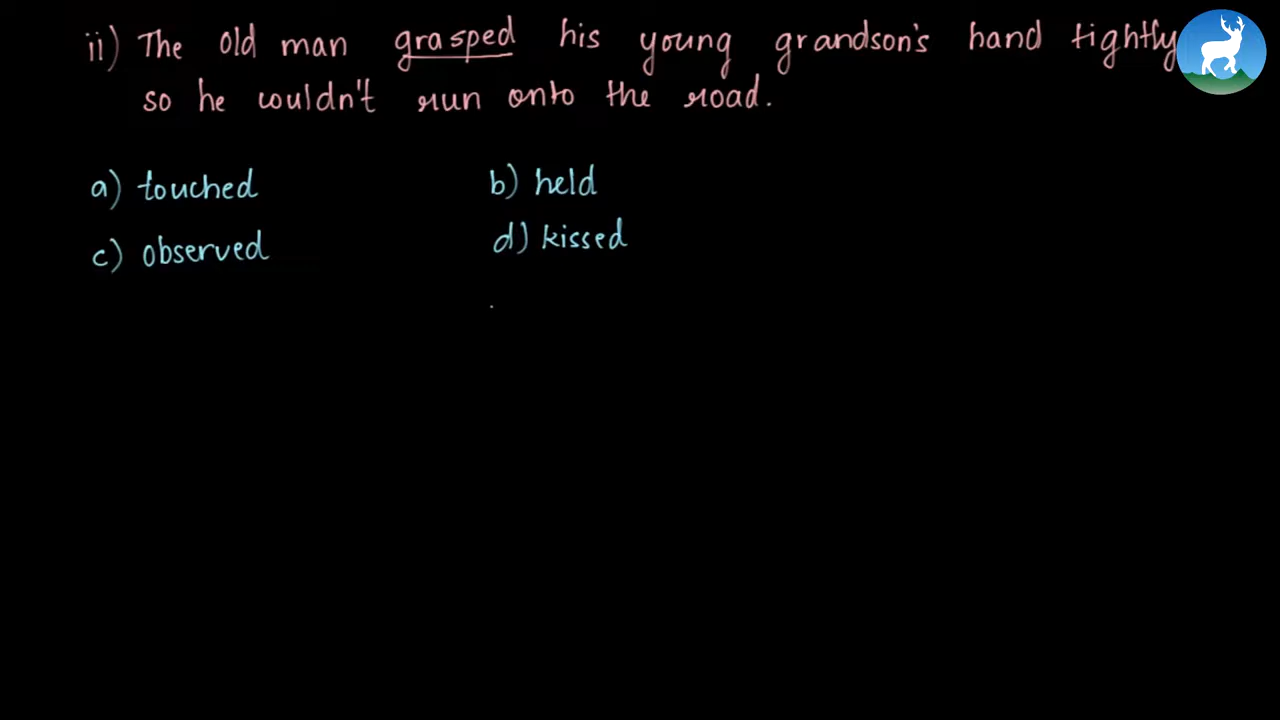 ii) The old man grasped his young grandson's hand tightly
so he couldn't run onto the road.
a) touched b) held
c) observed d) kissed